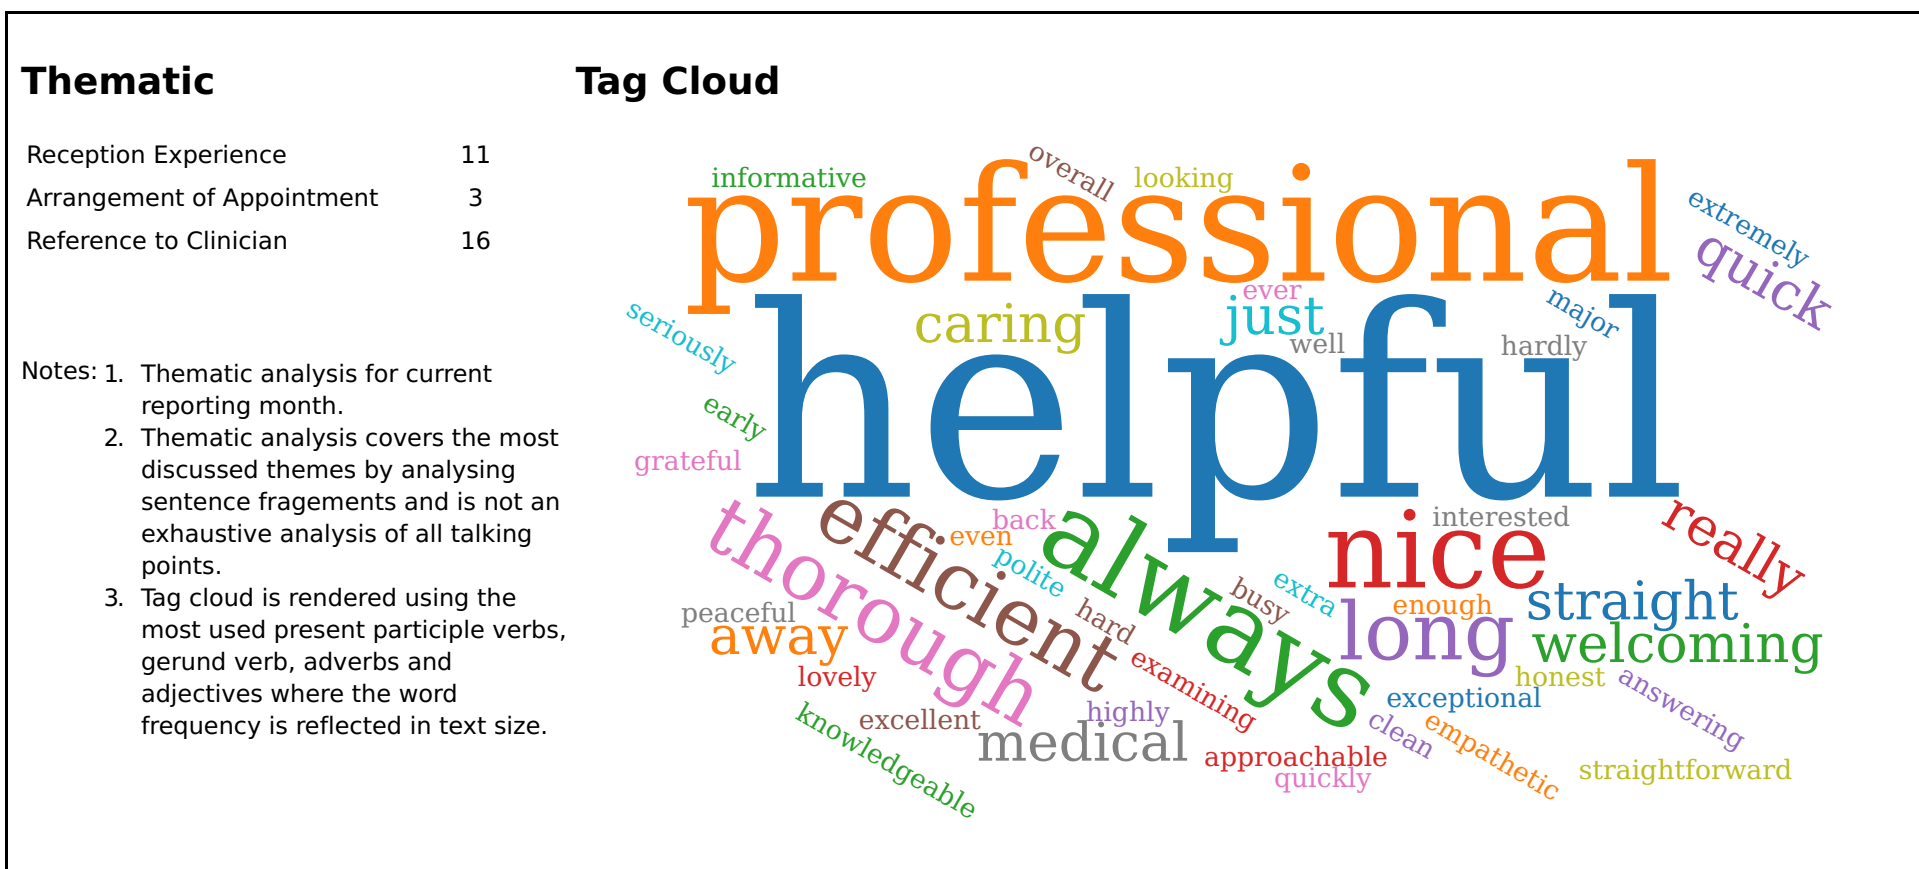 Thematic
Tag Cloud
Reception Experience 11
Arrangement of Appointment 3
Reference to Clinician 16
Notes: 1. Thematic analysis for current
reporting month.
2. Thematic analysis covers the most
discussed themes by analysing
sentence fragements and is not an
exhaustive analysis of all talking
points.
3. Tag cloud is rendered using the
most used present participle verbs,
gerund verb, adverbs and
adjectives where the word
frequency is reflected in text size.
overall
informative
looking
professional
extremely
quick
ever
seriously
caring
just
major
well
hardly
helpful
early
grateful
thorough
efficient
back
even
polite
always
nice
interested
really
busy
extra
hard
enough
straight
peaceful
away
long
welcoming
lovely
examining
honest
answering
exceptional
knowledgeable
excellent
highly
medical
clean
empathetic
approachable
quickly
straightforward